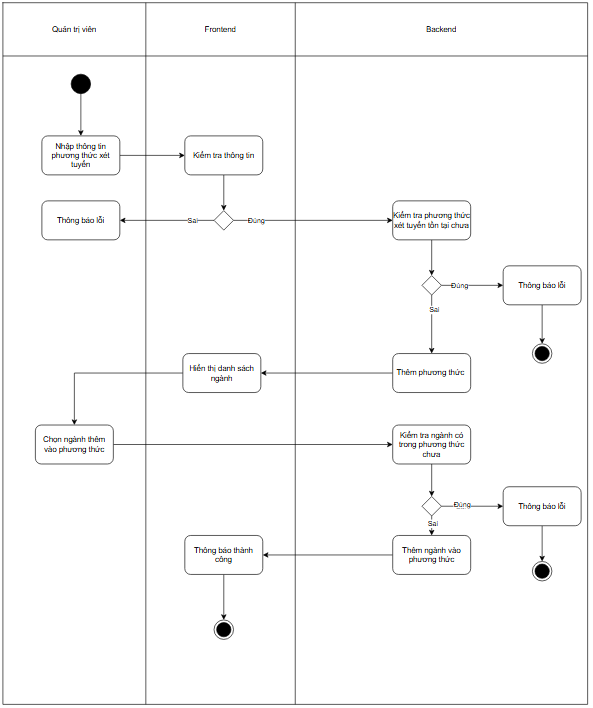 Quản trị viên
Frontend
Backend
Nhập thông tin
phương thức xét
tuyển
Kiểm tra thông tin
Thông báo lỗi
Sai
Đúng
Kiểm tra phương thức
xét tuyển tồn tại chưa
Đúng
Thông báo lỗi
Sai
Hiển thị danh sách
ngành
Thêm phương thức
Chọn ngành thêm
vào phương thức
Kiểm tra ngành có
trong phương thức
chưa
Đúng
Thông báo lỗi
Sai
Thông báo thành
công
Thêm ngành vào
phương thức